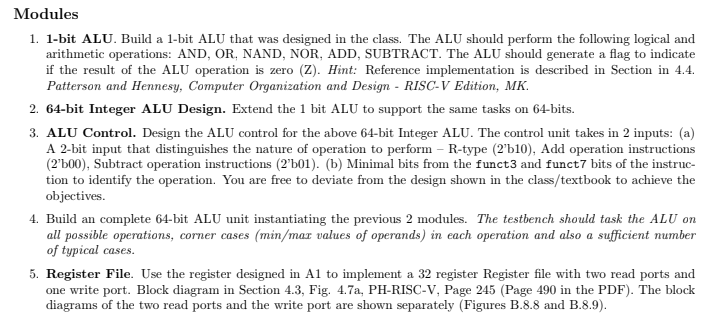 Modules
1. 1-bit ALU. Build a 1-bit ALU that was designed in the class. The ALU should perform the following logical and
arithmetic operations: AND, OR, NAND, NOR, ADD, SUBTRACT. The ALU should generate a flag to indicate
if the result of the ALU operation is zero (Z). Hint: Reference implementation is described in Section in 4.4.
Patterson and Hennesy, Computer Organization and Design - RISC-V Edition, MK.
2. 64-bit Integer ALU Design. Extend the 1 bit ALU to support the same tasks on 64-bits.
3. ALU Control. Design the ALU control for the above 64-bit Integer ALU. The control unit takes in 2 inputs: (a)
A 2-bit input that distinguishes the nature of operation to perform – R-type (2'b10), Add operation instructions
(2'b00), Subtract operation instructions (2'b01). (b) Minimal bits from the funct3 and funct7 bits of the instruc-
tion to identify the operation. You are free to deviate from the design shown in the class/textbook to achieve the
objectives.
4. Build an complete 64-bit ALU unit instantiating the previous 2 modules. The testbench should task the ALU on
all possible operations, corner cases (min/max values of operands) in each operation and also a sufficient number
of typical cases.
5. Register File. Use the register designed in A1 to implement a 32 register Register file with two read ports and
one write port. Block diagram in Section 4.3, Fig. 4.7a, PH-RISC-V, Page 245 (Page 490 in the PDF). The block
diagrams of the two read ports and the write port are shown separately (Figures B.8.8 and B.8.9).